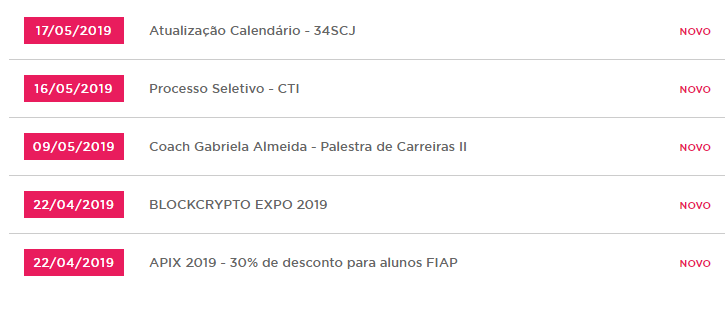 17/05/2019 Atualização Calendário - 34SCJ NOVO
16/05/2019 Processo Seletivo - CTI NOVO
09/05/2019 Coach Gabriela Almeida - Palestra de Carreiras II NOVO
22/04/2019 BLOCKCRYPTO EXPO 2019 NOVO
22/04/2019 APIX 2019 - 30% de desconto para alunos FIAP NOVO